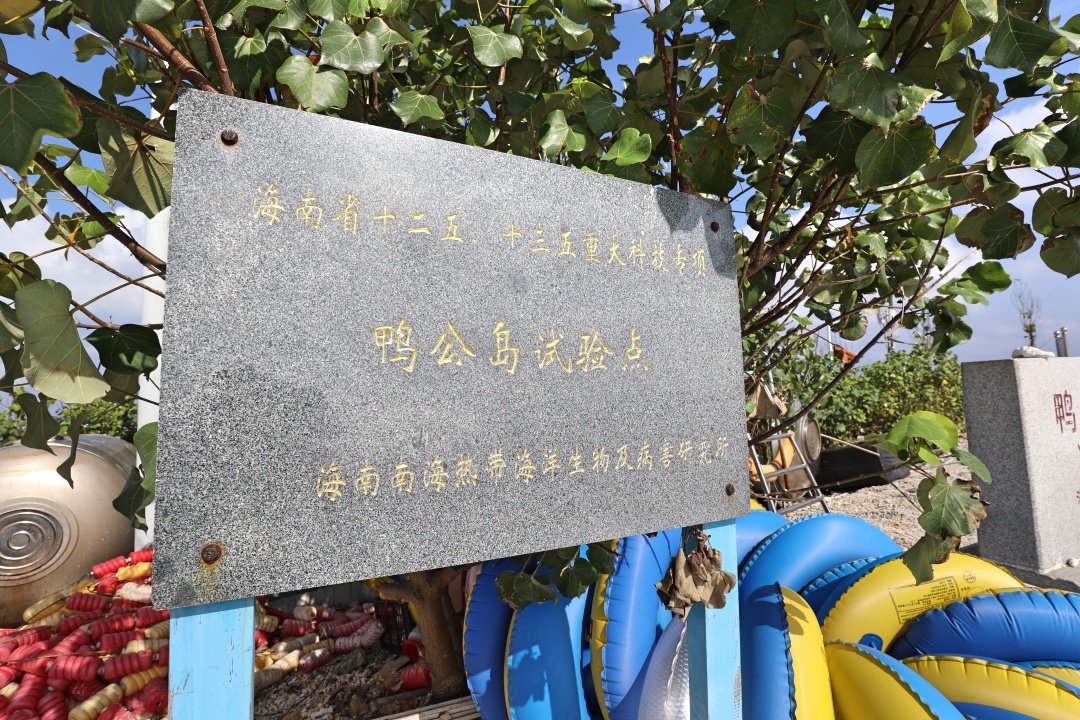 海南省十二五、十三五重大科技专项
鸭公岛试验点
海南南海热带海洋生物及病害研究所
鸭